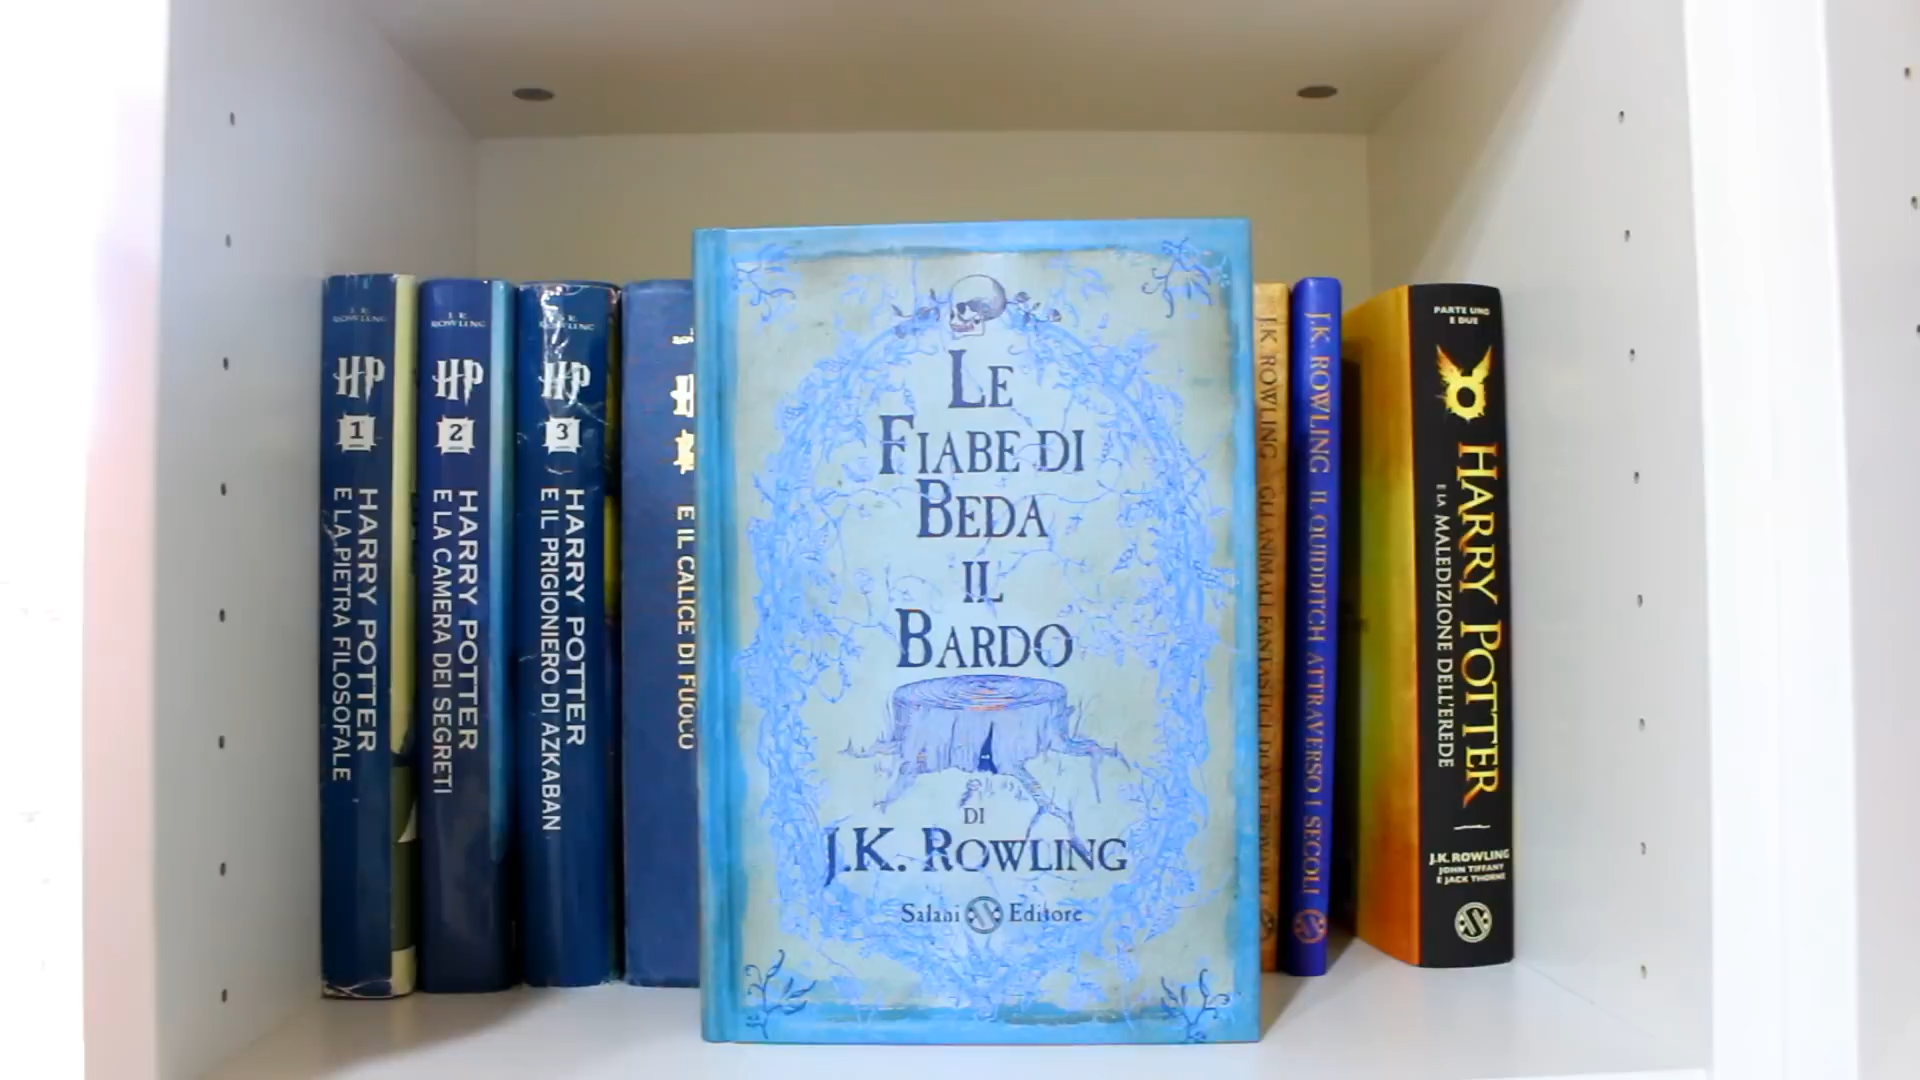 J. K.
ROWLING
HP
1
HARRY POTTER
E LA PIETRA FILOSOFALE
J. K.
ROWLING
HP
2
HARRY POTTER
E LA CAMERA DEI SEGRETI
J. K.
ROWLING
HP
3
HARRY POTTER
E IL PRIGIONIERO DI AZKABAN
E IL CALICE DI FUOCO
LE
FIABE DI
BEDA
IL
BARDO
DI
J.K. ROWLING
Salani Editore
J.K. ROWLING GLI ANIMALI FANTASTICI: DOVE TROVARLI
J.K. ROWLING IL QUIDDITCH ATTRAVERSO I SECOLI
PARTE UNO
E DUE
HARRY POTTER
E LA MALEDIZIONE DELL'EREDE
J.K. ROWLING
JOHN TIFFANY
E JACK THORNE